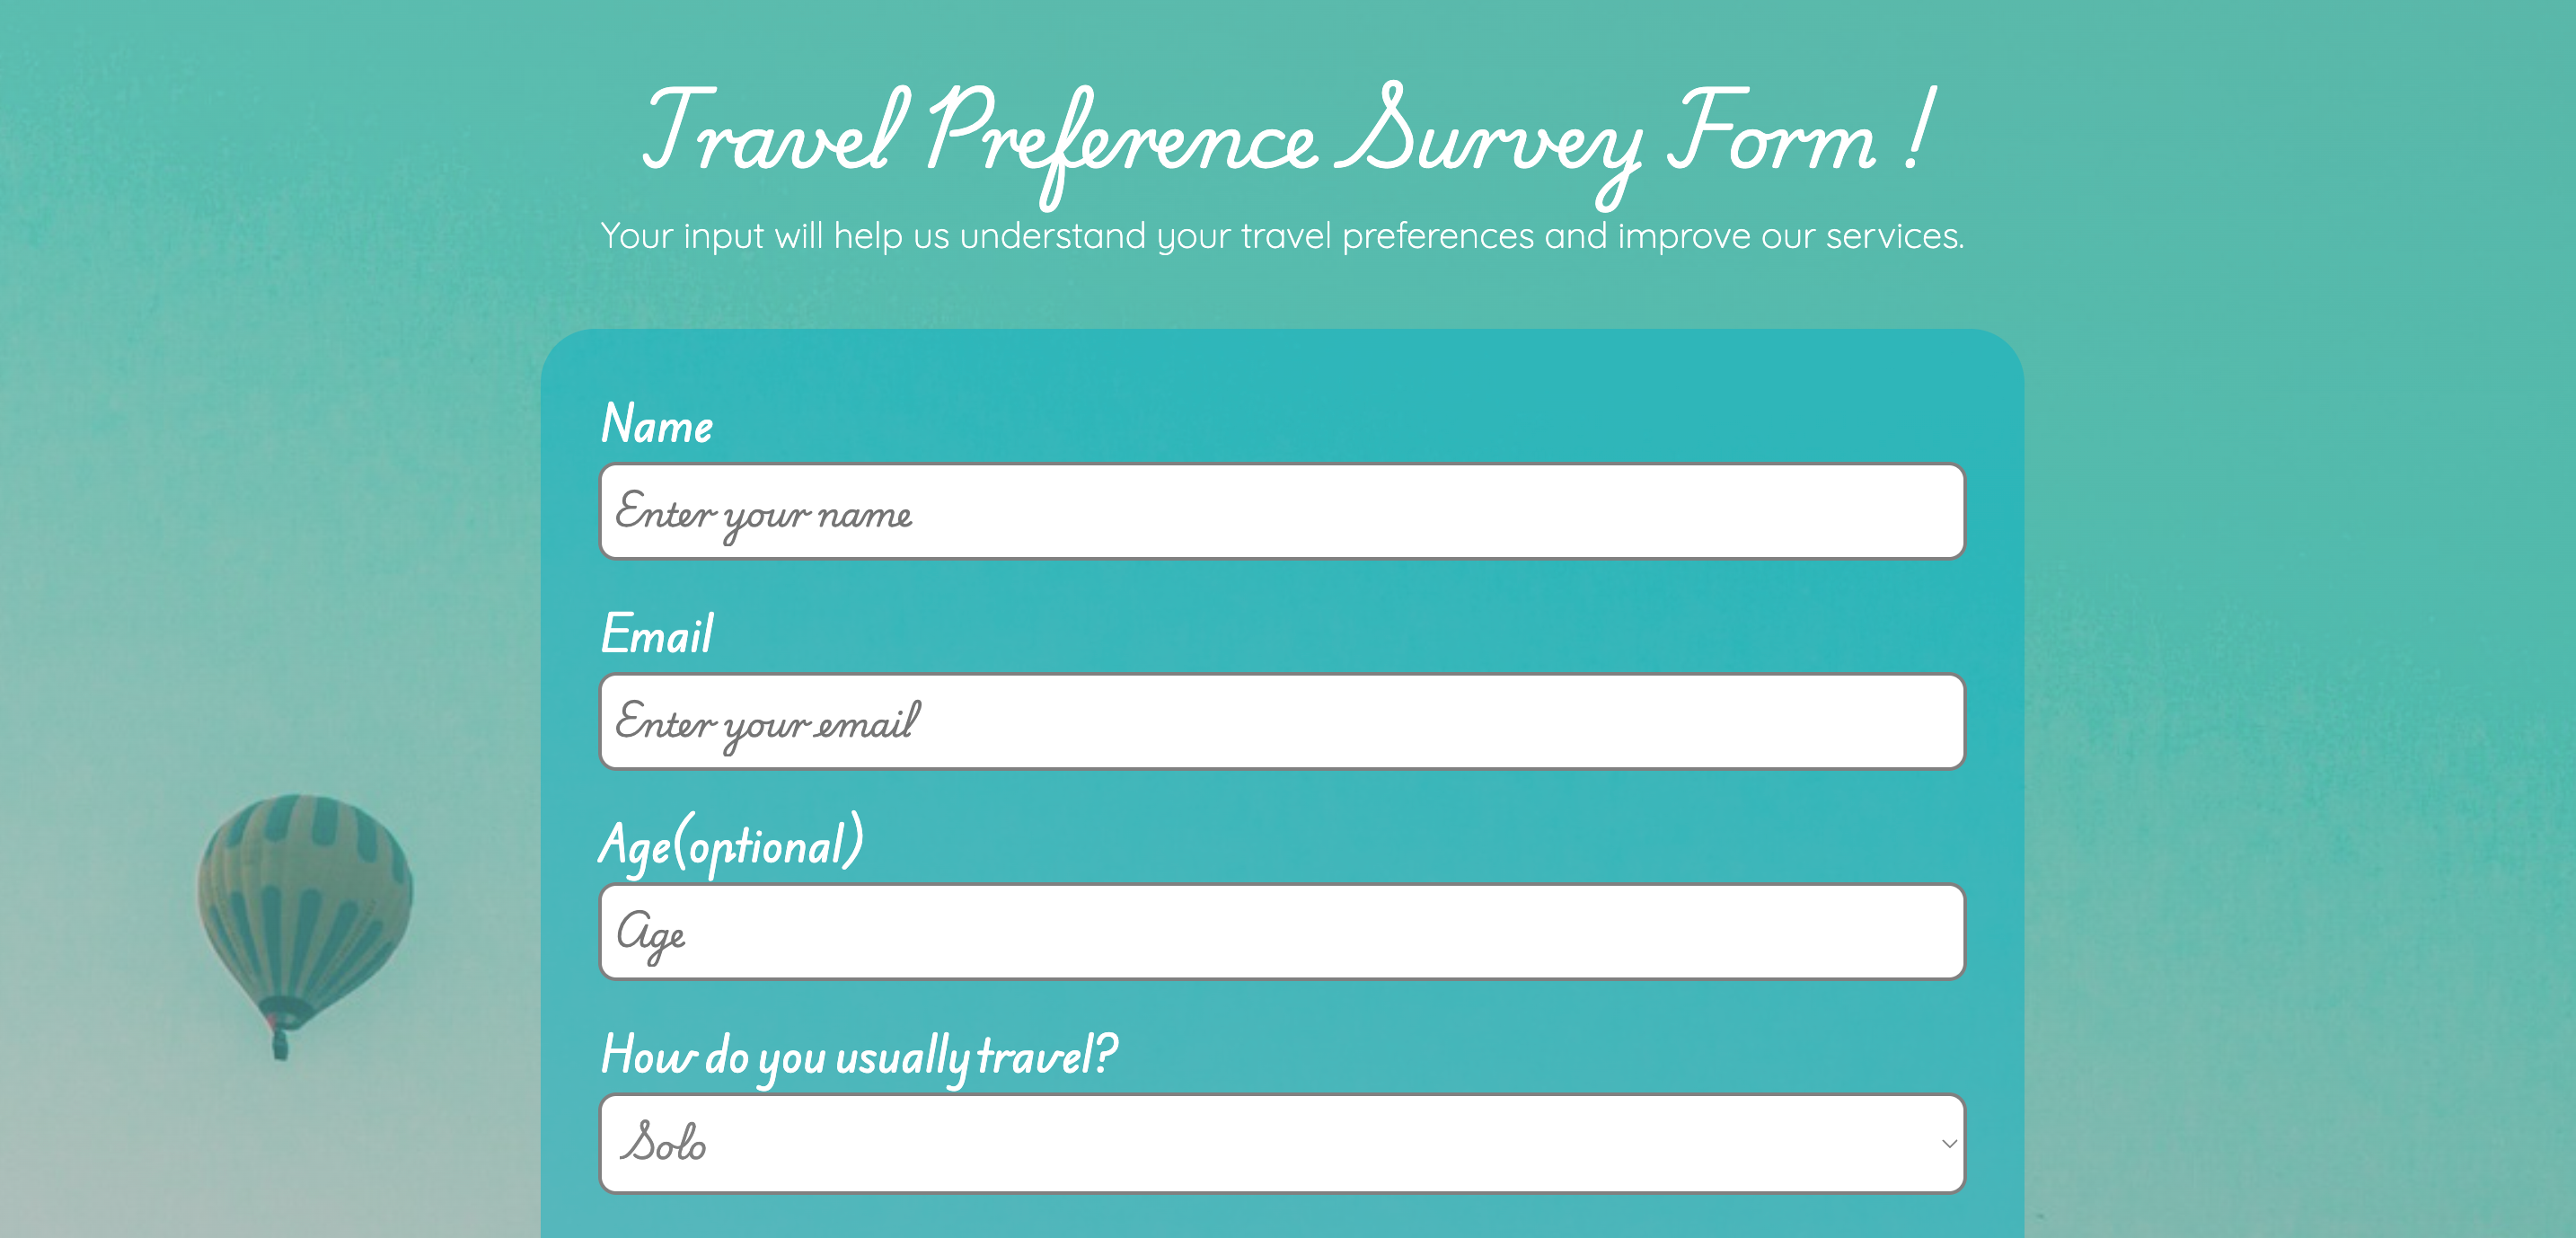 Travel Preference Survey Form !
Your input will help us understand your travel preferences and improve our services.
Name
Enter your name
Email
Enter your email
Age(optional)
Age
How do you usually travel?
Solo